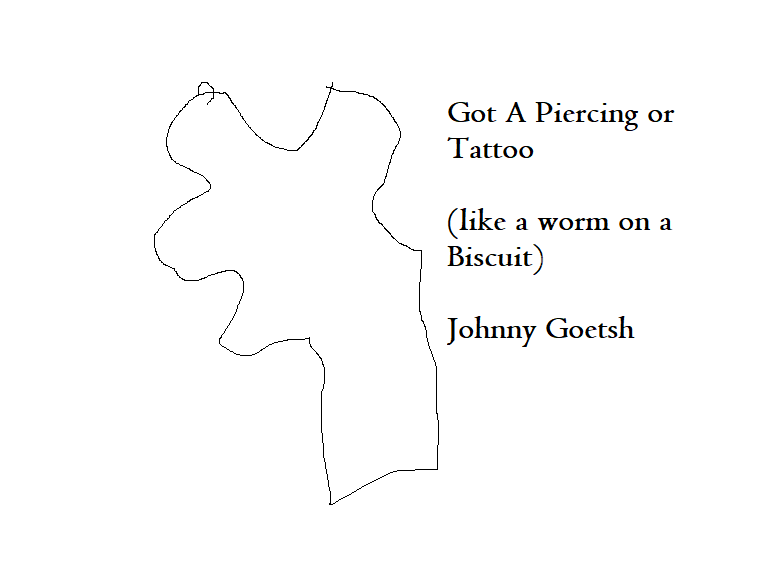 Got A Piercing or
Tattoo
(like a worm on a
Biscuit)
Johnny Goetsh